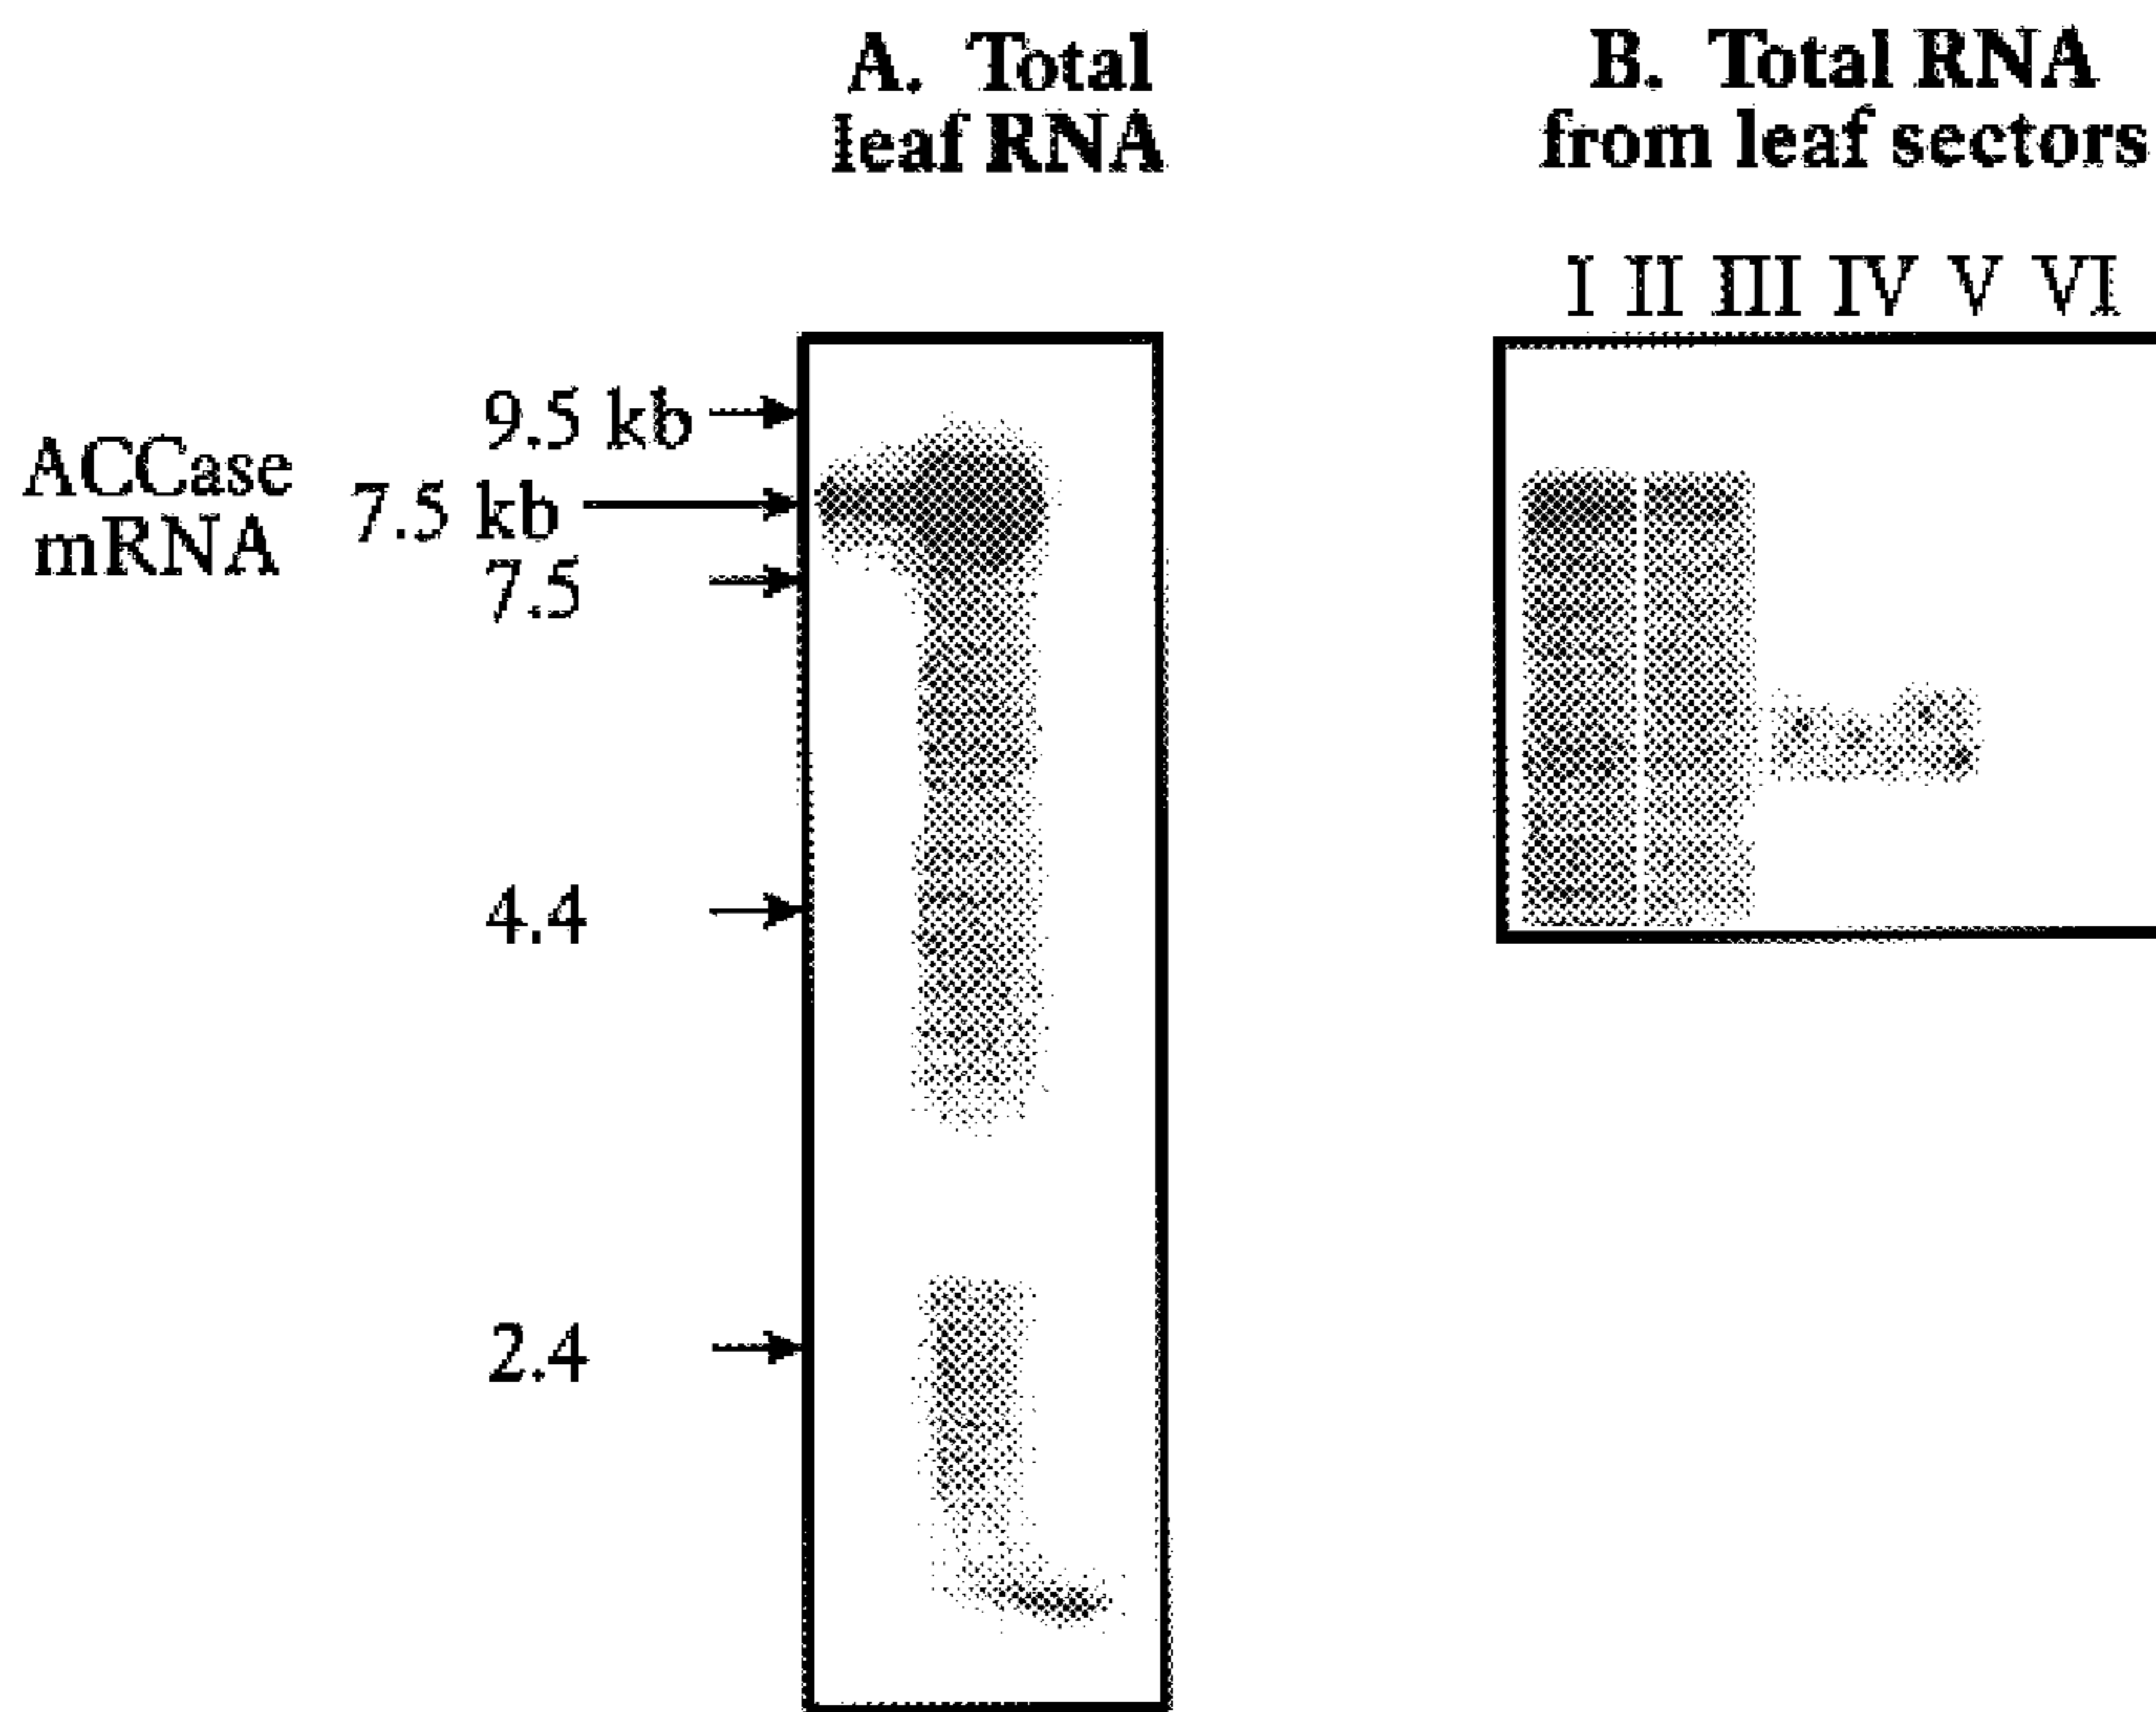 A. Total
leaf RNA
B. Total RNA
from leaf sectors
I II III IV V VI
9.5 kb
ACCase
mRNA
7.5 kb
7.5
4.4
2.4